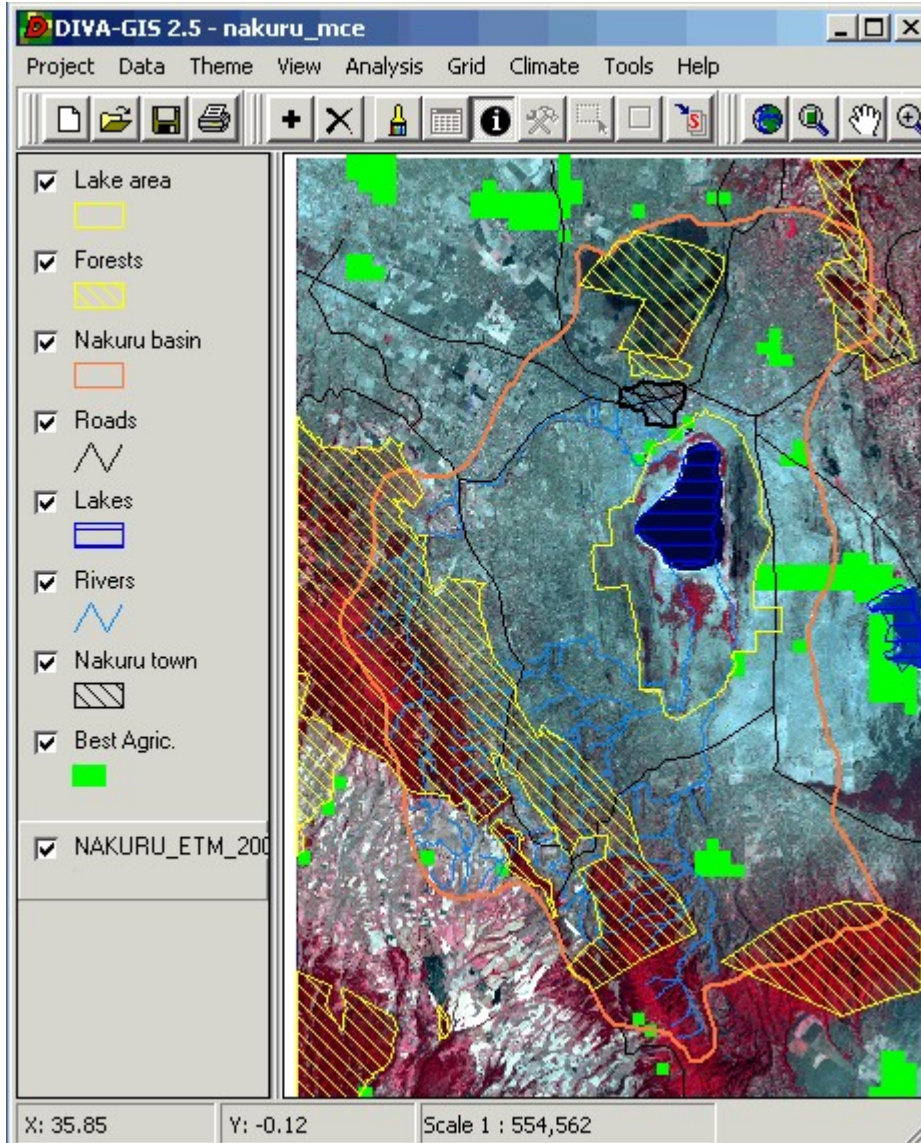 DIVA-GIS 2.5 - nakuru_mce
Project Data Theme View Analysis Grid Climate Tools Help
Lake area
Forests
Nakuru basin
Roads
Lakes
Rivers
Nakuru town
Best Agric.
NAKURU_ETM_200
X: 35.85 Y: -0.12 Scale 1 : 554,562